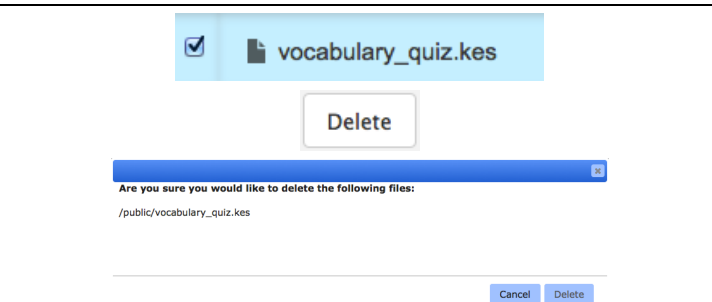 vocabulary_quiz.kes
Delete
Are you sure you would like to delete the following files:
/public/vocabulary_quiz.kes
Cancel Delete